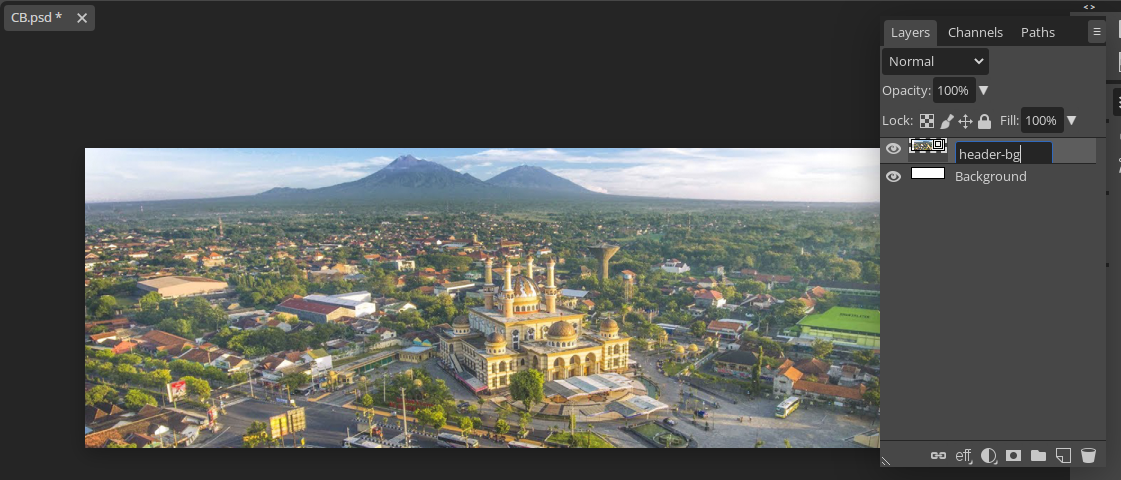 CB.psd *
Layers Channels Paths
Normal
Opacity: 100%
Lock: Fill: 100%
header-bg
Background
eff